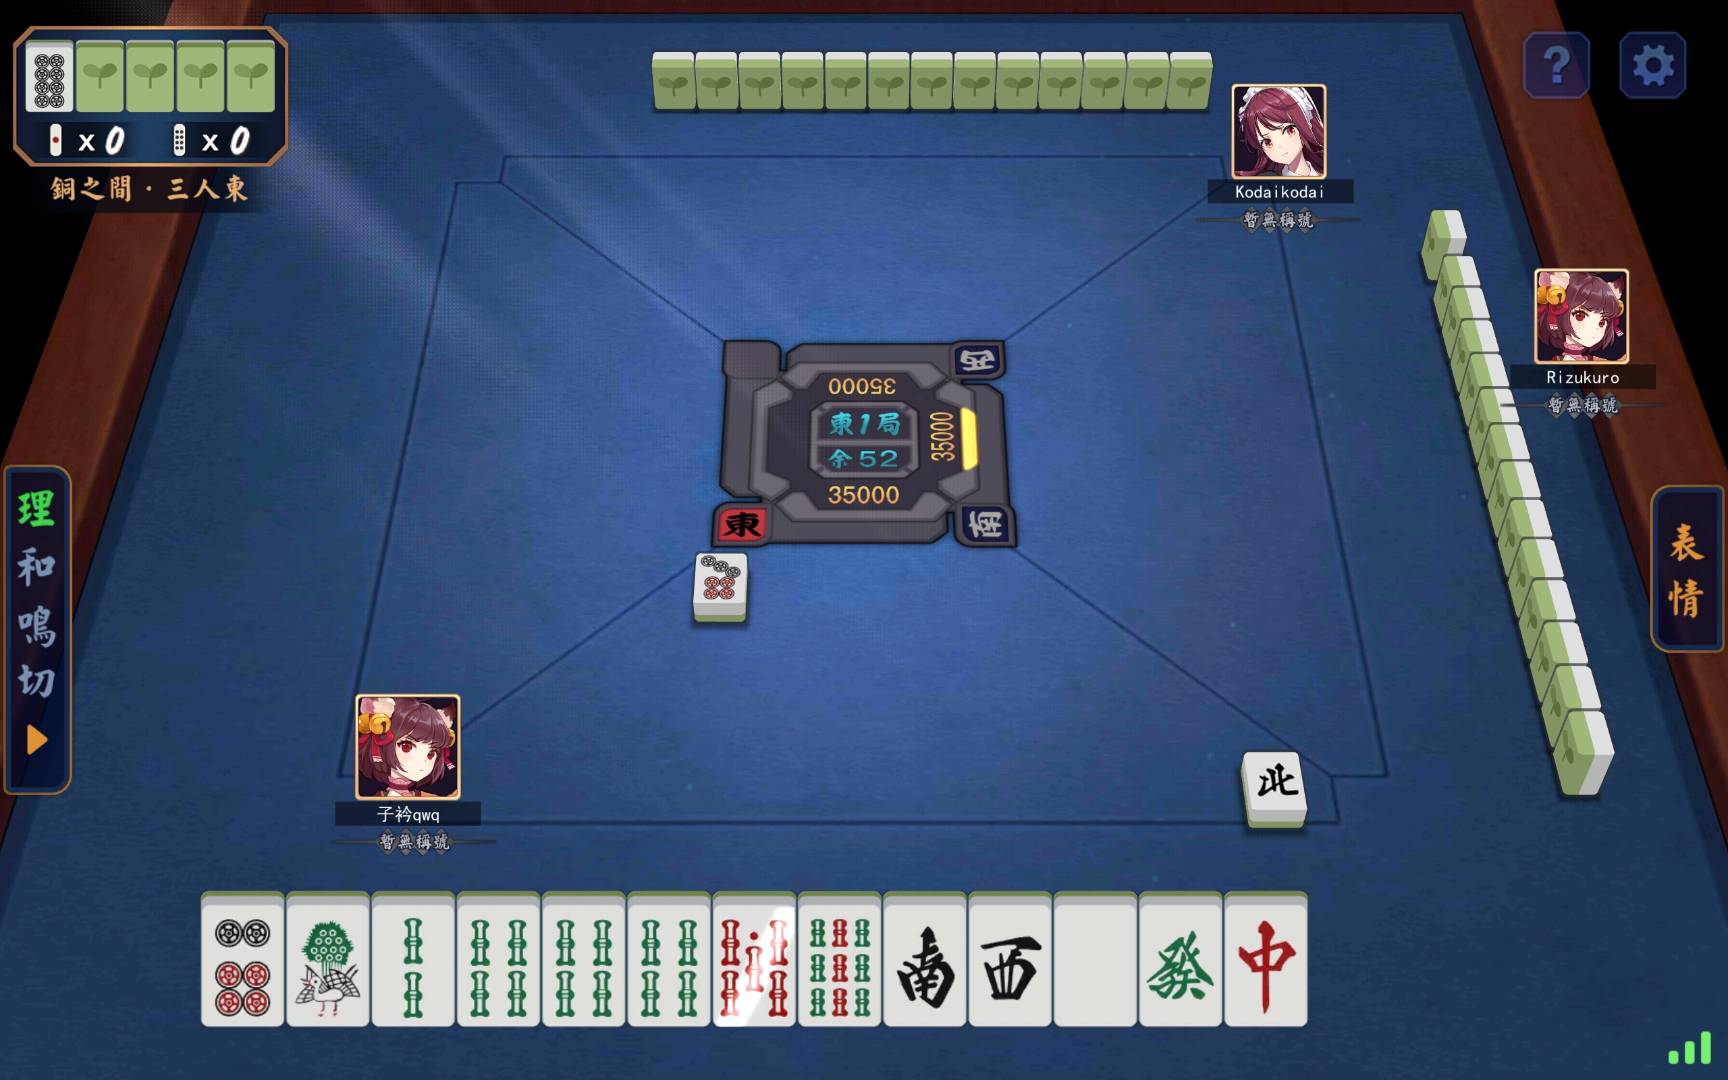 x 0
x 0
銅之間·三人東
?
Kodaikodai
暫無稱號
Rizukuro
暫無稱號
35000
西
35000
東1局
余52
35000
東
南
理
和
鳴
切
表
情
北
子衿qwq
暫無稱號
南
西
發
中